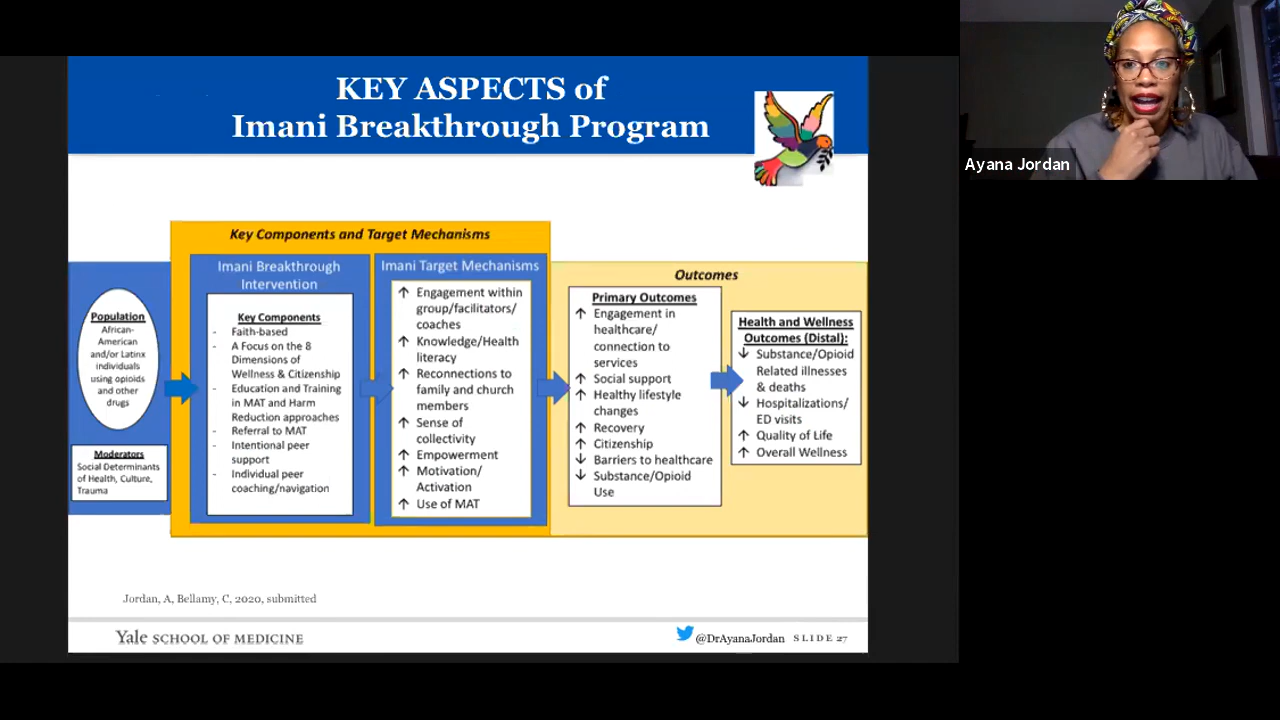 KEY ASPECTS of
Imani Breakthrough Program
Ayana Jordan
Key Components and Target Mechanisms
Population
African-
American
and/or Latinx
individuals
using opioids
and other
drugs
Moderators
Social Determinants
of Health, Culture,
Trauma
Imani Breakthrough
Intervention
Key Components
- Faith-based
- A Focus on the 8
Dimensions of
Wellness & Citizenship
- Education and Training
in MAT and Harm
Reduction approaches
- Referral to MAT
- Intentional peer
support
- Individual peer
coaching/navigation
Imani Target Mechanisms
↑ Engagement within
group/facilitators/
coaches
↑ Knowledge/Health
literacy
↑ Reconnections to
family and church
members
↑ Sense of
collectivity
↑ Empowerment
↑ Motivation/
Activation
↑ Use of MAT
Outcomes
Primary Outcomes
↑ Engagement in
healthcare/
connection to
services
↑ Social support
↑ Healthy lifestyle
changes
↑ Recovery
↑ Citizenship
↓ Barriers to healthcare
↓ Substance/Opioid
Use
Health and Wellness
Outcomes (Distal):
↓ Substance/Opioid
Related illnesses
& deaths
↓ Hospitalizations/
ED visits
↑ Quality of Life
↑ Overall Wellness
Jordan, A, Bellamy, C, 2020, submitted
Yale SCHOOL OF MEDICINE
@DrAyanaJordan SLIDE 27